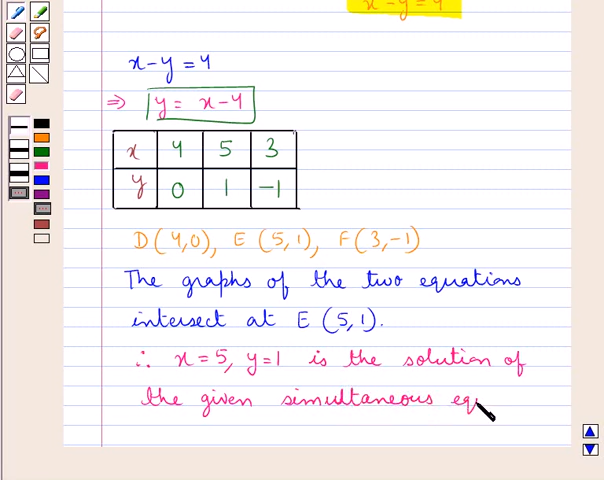 x-y=4
x-y=4
⇒ y= x-4
x 4 5 3
y 0 1 -1
D(4,0), E(5,1), F(3,-1)
The graphs of the two equations
intersect at E (5,1).
∴ x=5, y=1 is the solution of
the given simultaneous eq